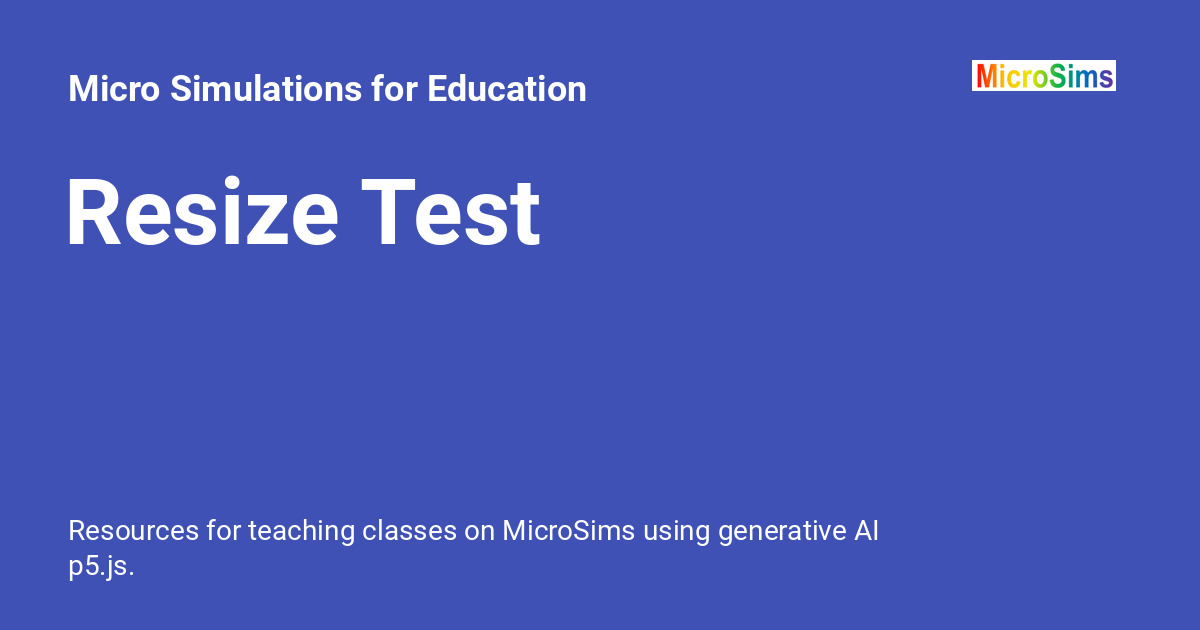 Micro Simulations for Education
MicroSims
Resize Test
Resources for teaching classes on MicroSims using generative AI
p5.js.